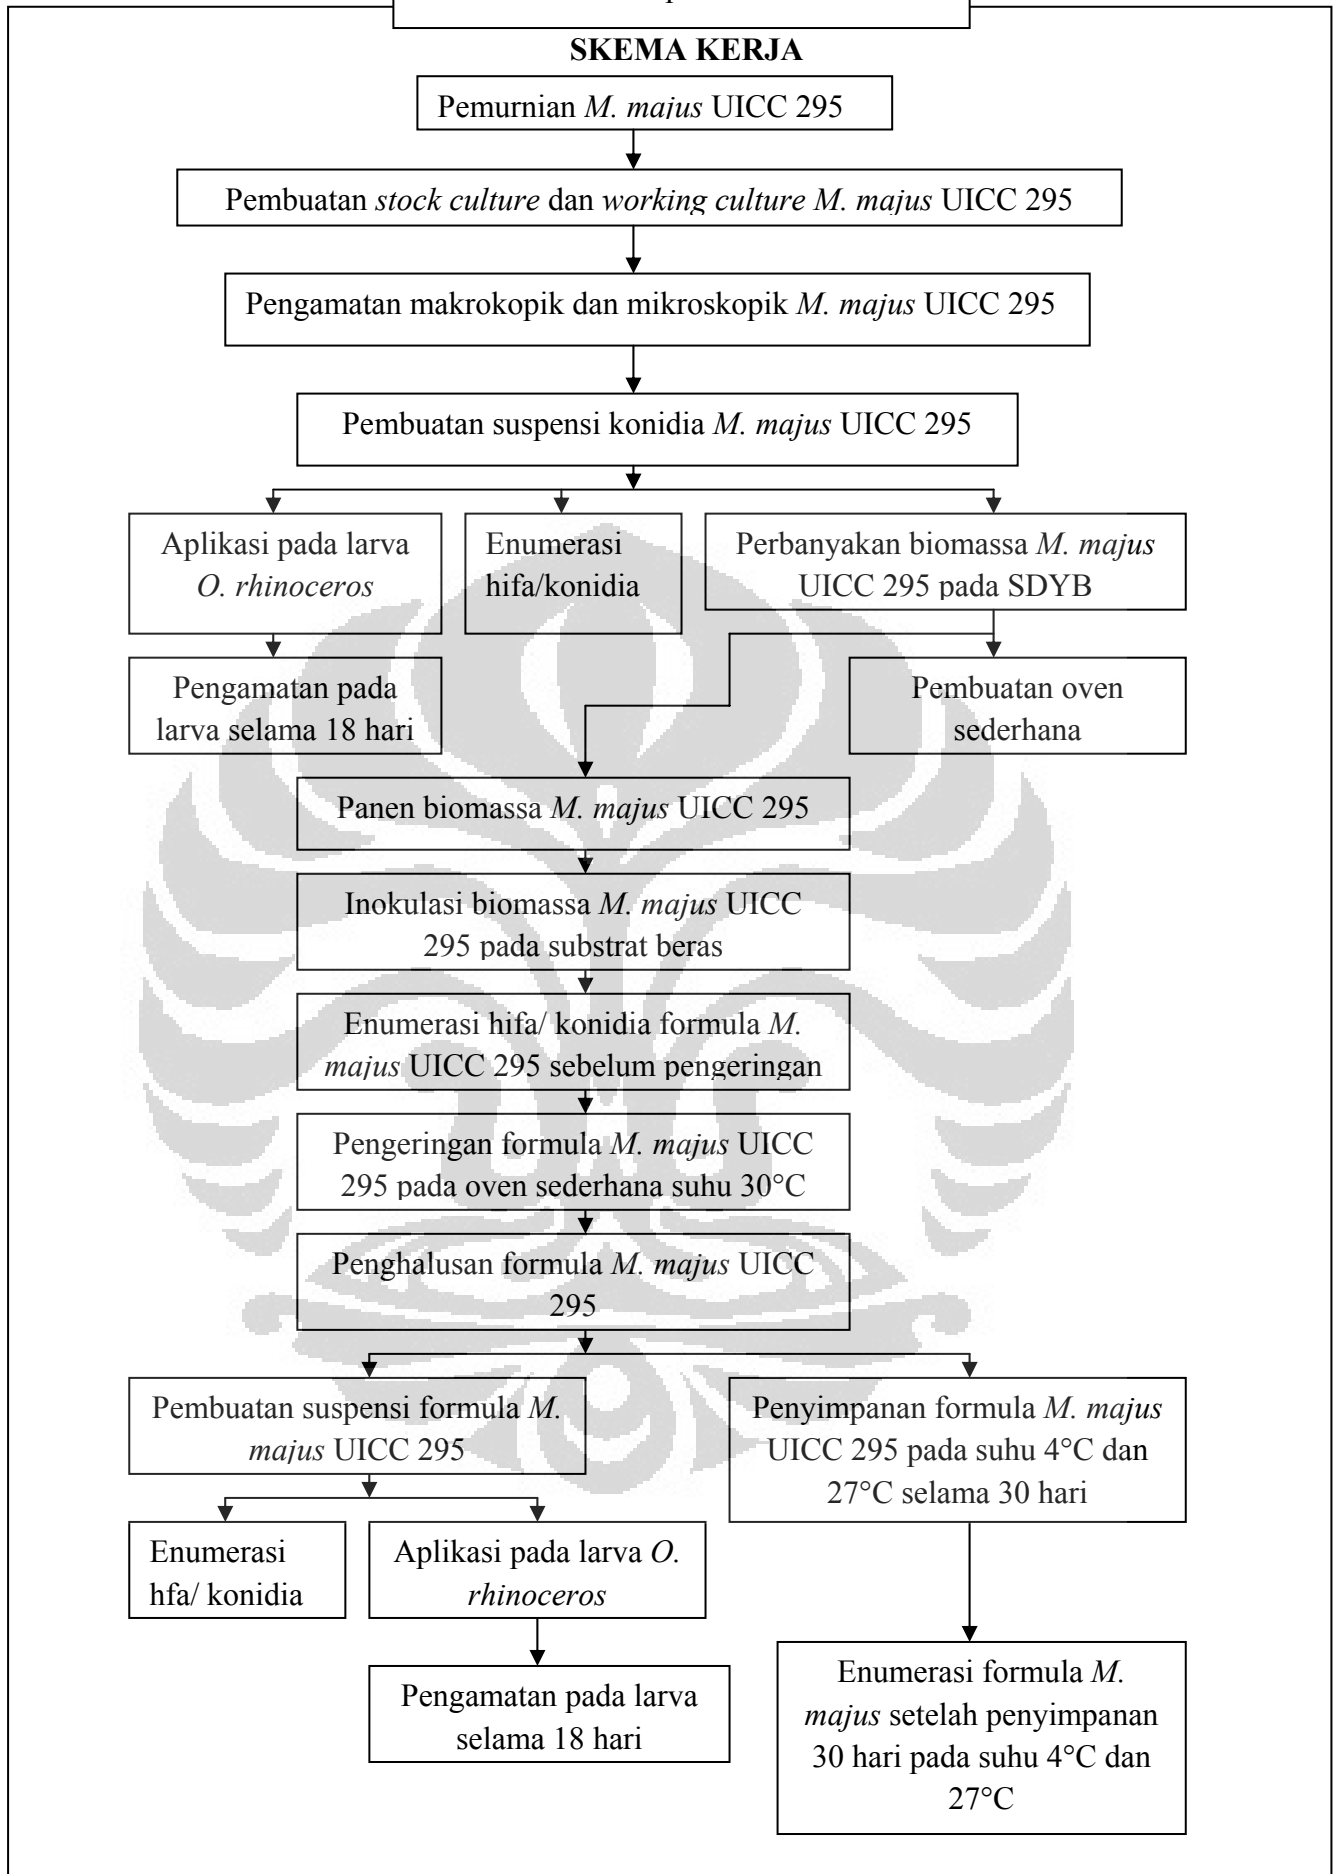 SKEMA KERJA
Pemurnian M. majus UICC 295
Pembuatan stock culture dan working culture M. majus UICC 295
Pengamatan makrokopik dan mikroskopik M. majus UICC 295
Pembuatan suspensi konidia M. majus UICC 295
Aplikasi pada larva
O. rhinoceros
Enumerasi
hifa/konidia
Perbanyakan biomassa M. majus
UICC 295 pada SDYB
Pengamatan pada
larva selama 18 hari
Pembuatan oven
sederhana
Panen biomassa M. majus UICC 295
Inokulasi biomassa M. majus UICC
295 pada substrat beras
Enumerasi hifa/ konidia formula M.
majus UICC 295 sebelum pengeringan
Pengeringan formula M. majus UICC
295 pada oven sederhana suhu 30°C
Penghalusan formula M. majus UICC
295
Pembuatan suspensi formula M.
majus UICC 295
Penyimpanan formula M. majus
UICC 295 pada suhu 4°C dan
27°C selama 30 hari
Enumerasi
hfa/ konidia
Aplikasi pada larva O.
rhinoceros
Pengamatan pada larva
selama 18 hari
Enumerasi formula M.
majus setelah penyimpanan
30 hari pada suhu 4°C dan
27°C